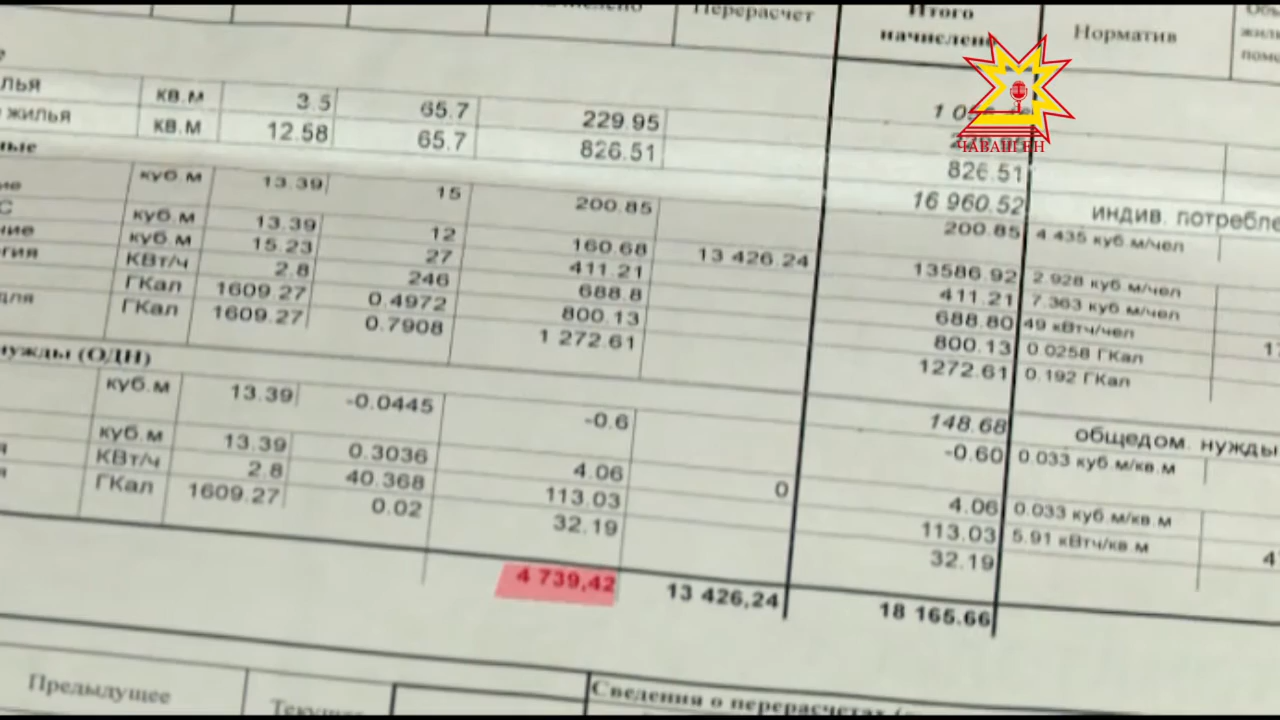 Перерасчет Итого
начислено Норматив
лья кв.м 3.5 65.7 229.95
жилья кв.м 12.58 65.7 826.51 826.51
ные 16 960.52 индив. потребле
куб.м 13.39 15 200.85 200.85 4.435 куб.м/чел
куб.м 13.39 12 160.68 13 426.24 13586.92 2.928 куб.м/чел
куб.м 15.23 27 411.21 411.21 7.363 куб.м/чел
КВт/ч 2.8 246 688.8 688.80 49 кВтч/чел
ГКал 1609.27 0.4972 800.13 800.13 0.0258 ГКал
ГКал 1609.27 0.7908 1 272.61 1272.61 0.192 ГКал
нужды (ОДН) 148.68 общедом. нужды
куб.м 13.39 -0.0445 -0.6 -0.60 0.033 куб.м/кв.м
куб.м 13.39 0.3036 4.06 0 4.06 0.033 куб.м/кв.м
КВт/ч 2.8 40.368 113.03 113.03 5.91 кВтч/кв.м
ГКал 1609.27 0.02 32.19 32.19
4 739,42 13 426,24 18 165.66
Предыдущее Текущее Сведения о перерасчетах
ЧАВАШ ЕН